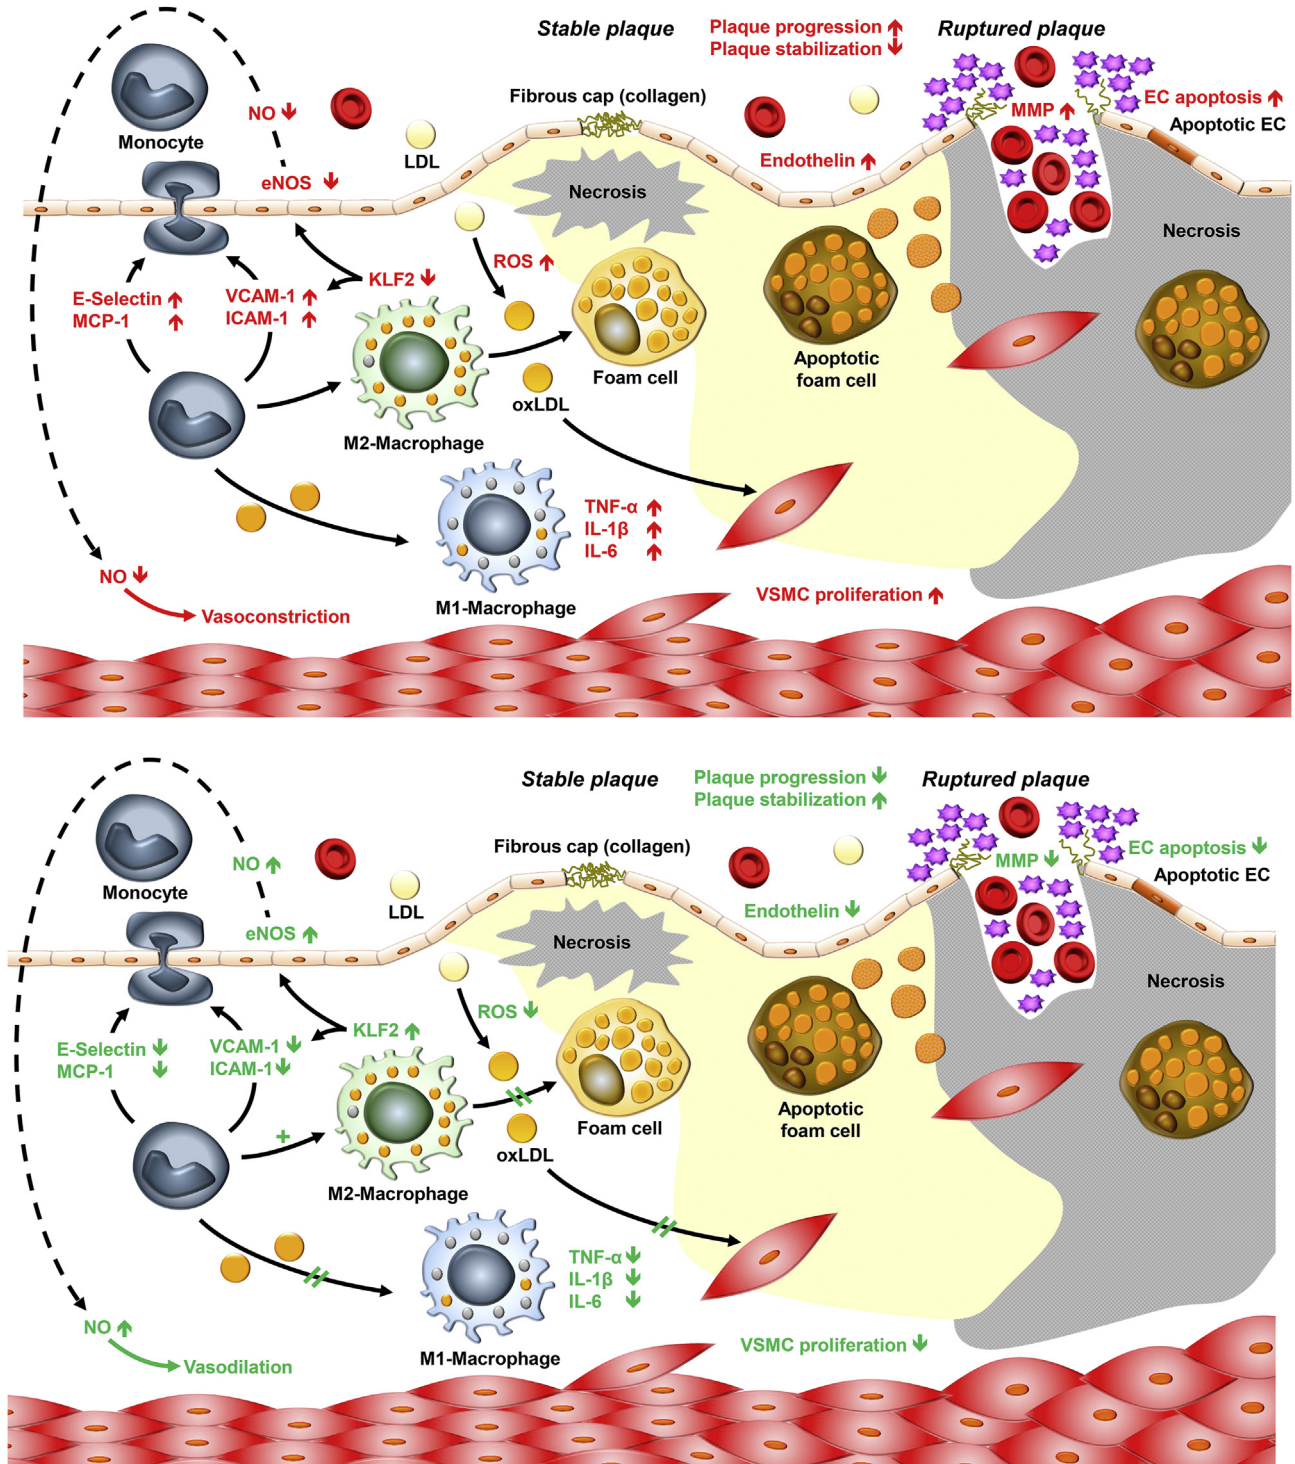 Stable plaque
Plaque progression ↑
Plaque stabilization ↓
Ruptured plaque
Fibrous cap (collagen)
EC apoptosis ↑
Apoptotic EC
MMP ↑
NO ↓
Monocyte
LDL
Endothelin ↑
eNOS ↓
Necrosis
Necrosis
ROS ↑
KLF2 ↓
E-Selectin ↑
MCP-1 ↑
VCAM-1 ↑
ICAM-1 ↑
Foam cell
Apoptotic
foam cell
oxLDL
M2-Macrophage
TNF-α ↑
IL-1β ↑
IL-6 ↑
NO ↓
Vasoconstriction
M1-Macrophage
VSMC proliferation ↑
Stable plaque
Plaque progression ↓
Plaque stabilization ↑
Ruptured plaque
Fibrous cap (collagen)
EC apoptosis ↓
Apoptotic EC
MMP ↓
NO ↑
Monocyte
LDL
Endothelin ↓
eNOS ↑
Necrosis
Necrosis
ROS ↓
KLF2 ↑
E-Selectin ↓
MCP-1 ↓
VCAM-1 ↓
ICAM-1 ↓
Foam cell
Apoptotic
foam cell
+
oxLDL
M2-Macrophage
TNF-α ↓
IL-1β ↓
IL-6 ↓
NO ↑
Vasodilation
M1-Macrophage
VSMC proliferation ↓